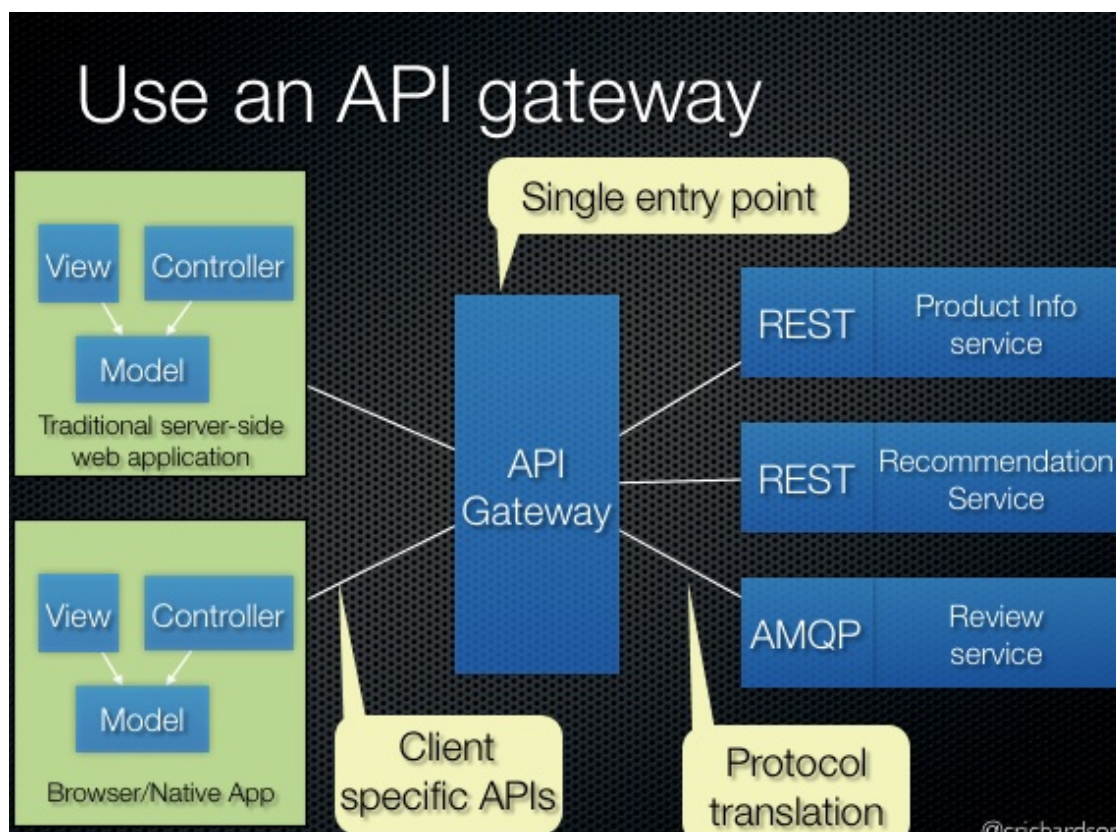 Use an API gateway
Single entry point
View
Controller
Model
Traditional server-side
web application
View
Controller
Model
Browser/Native App
API
Gateway
REST
Product Info
service
REST
Recommendation
Service
AMQP
Review
service
Client
specific APIs
Protocol
translation